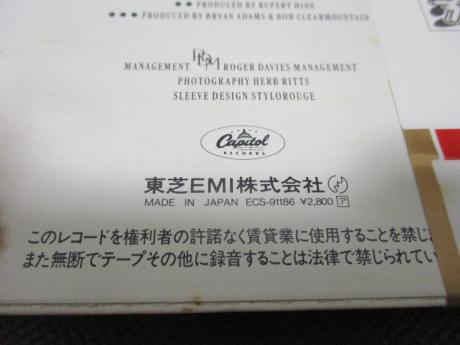 ●● PRODUCED BY RUPERT HINE
●●● PRODUCED BY BRYAN ADAMS & BOB CLEARMOUNTAIN
MANAGEMENT RDM ROGER DAVIES MANAGEMENT
PHOTOGRAPHY HERB RITTS
SLEEVE DESIGN STYLOROUGE
Capitol
RECORDS
東芝EMI株式会社
MADE IN JAPAN ECS-91186 ¥2,800 ア
このレコードを権利者の許諾なく賃貸業に使用することを禁じ
また無断でテープその他に録音することは法律で禁じられてい